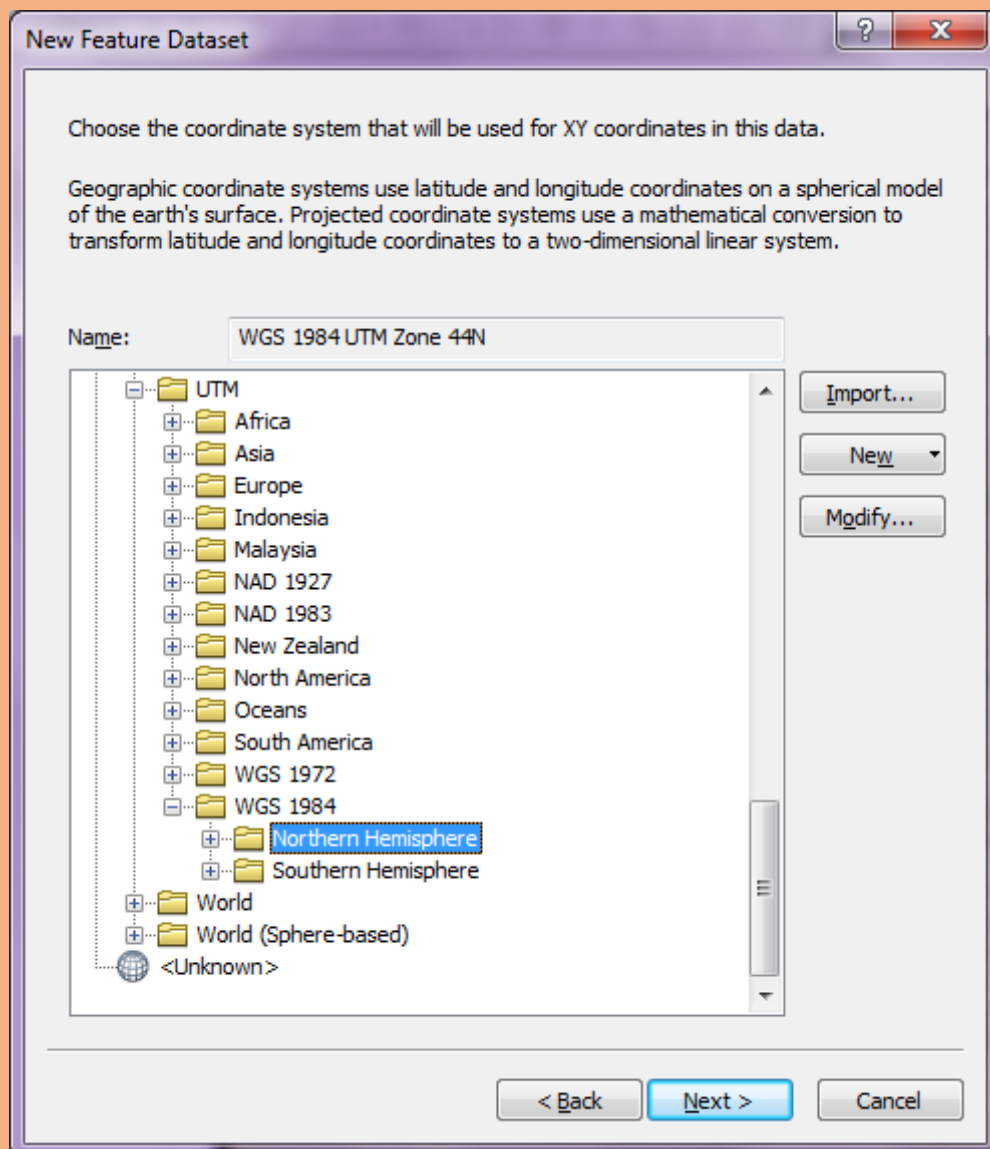 New Feature Dataset
?
X
Choose the coordinate system that will be used for XY coordinates in this data.
Geographic coordinate systems use latitude and longitude coordinates on a spherical model
of the earth's surface. Projected coordinate systems use a mathematical conversion to
transform latitude and longitude coordinates to a two-dimensional linear system.
Name: WGS 1984 UTM Zone 44N
UTM
Africa
Asia
Europe
Indonesia
Malaysia
NAD 1927
NAD 1983
New Zealand
North America
Oceans
South America
WGS 1972
WGS 1984
Northern Hemisphere
Southern Hemisphere
World
World (Sphere-based)
<Unknown>
Import...
New
Modify...
< Back
Next >
Cancel